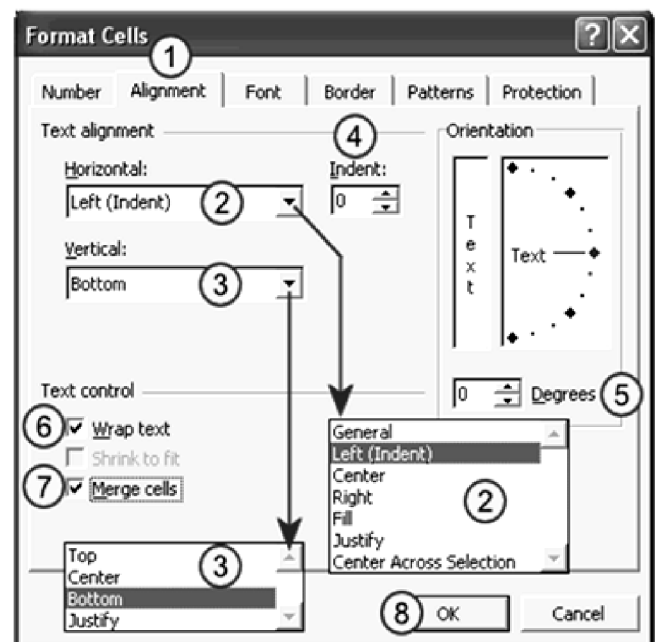 Format Cells
1
Number Alignment Font Border Patterns Protection
Text alignment
4
Orientation
Horizontal:
Indent:
Left (Indent) 2
0
Vertical:
Bottom 3
Text
Text
Text control
0 Degrees 5
6 Wrap text
Shrink to fit
7 Merge cells
General
Left (Indent)
Center
Right
Fill
Justify
Center Across Selection
2
Top
Center
Bottom
Justify
3
8 OK
Cancel